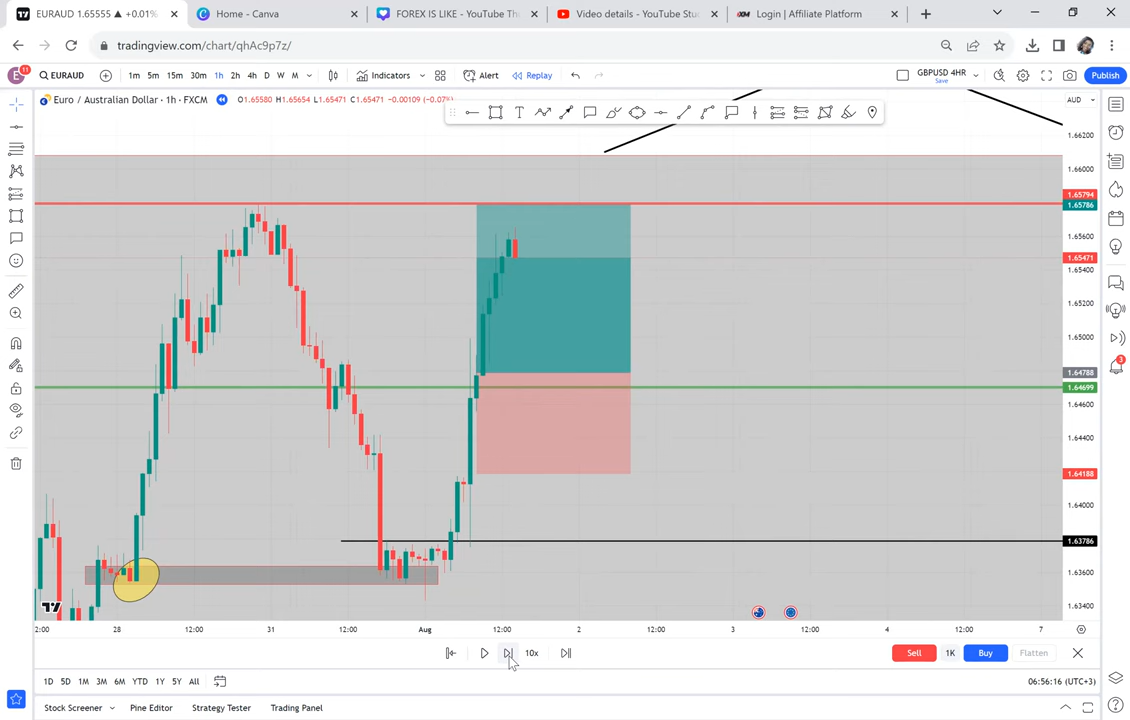 EURAUD 1.65555 ▲ +0.01%
Home - Canva
FOREX IS LIKE - YouTube Th
Video details - YouTube Stu
XM
Login | Affiliate Platform
tradingview.com/chart/qhAc9p7z/
E
11
EURAUD
1m 5m 15m 30m 1h 2h 4h D W M
Indicators
Alert
Replay
GBPUSD 4HR
Save
Publish
Euro / Australian Dollar · 1h · FXCM
O1.65580 H1.65654 L1.65471 C1.65471 −0.00109 (−0.07%)
AUD
1.66200
1.66000
1.65794
1.65786
1.65600
1.65471
1.65400
1.65200
1.65000
1.64788
1.64699
1.64600
1.64400
1.64188
1.64000
1.63786
1.63600
1.63400
3
2:00 28 12:00 31 12:00 Aug 12:00 2 12:00 3 12:00 4 12:00 7
10x
Sell 1K Buy Flatten
1D 5D 1M 3M 6M YTD 1Y 5Y All
06:56:16 (UTC+3)
Stock Screener Pine Editor Strategy Tester Trading Panel